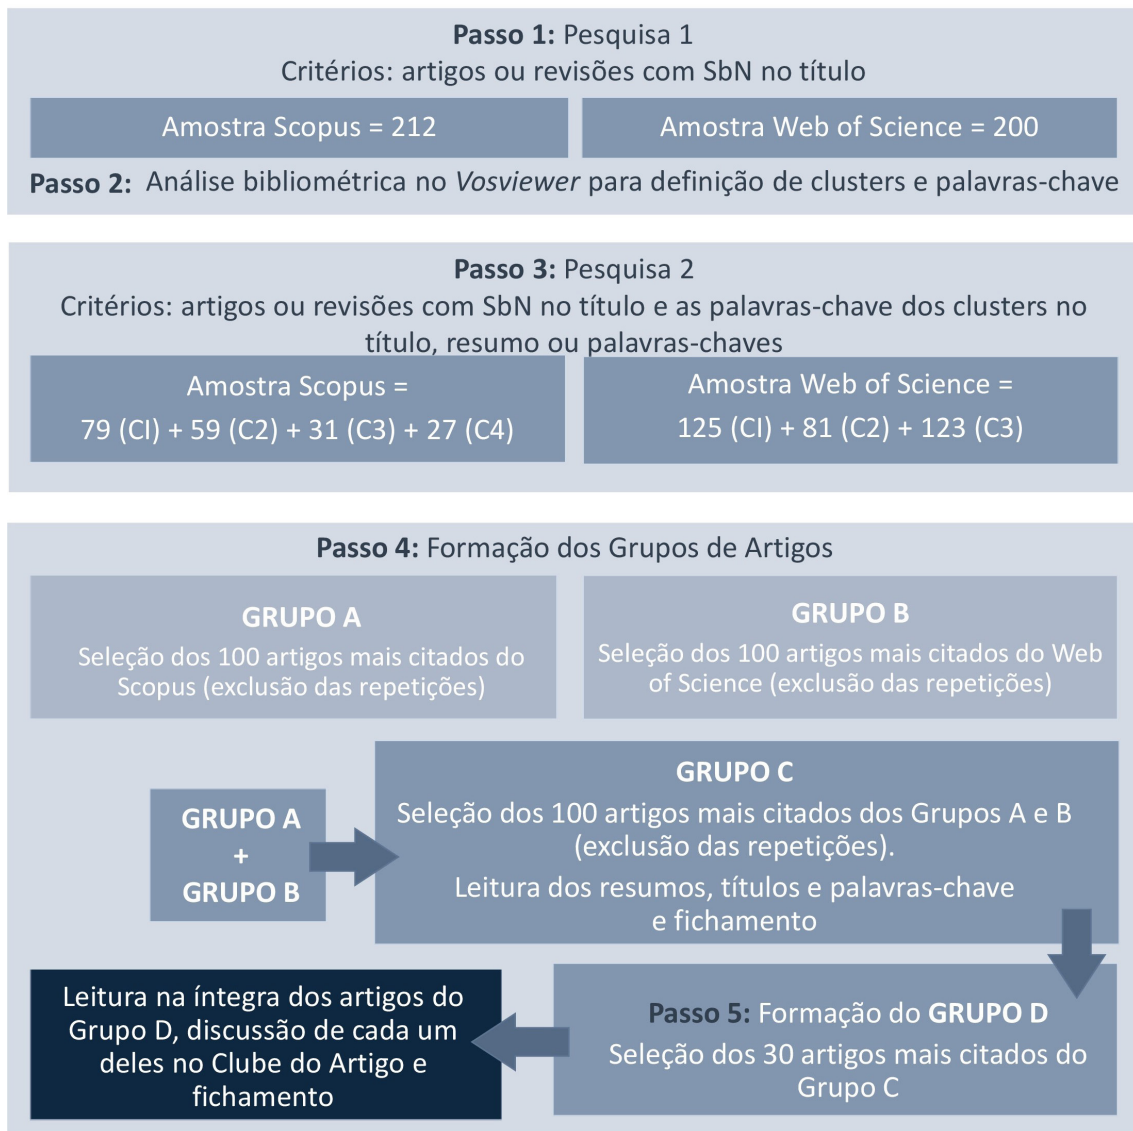 Passo 1: Pesquisa 1
Critérios: artigos ou revisões com SbN no título
Amostra Scopus = 212
Amostra Web of Science = 200
Passo 2: Análise bibliométrica no Vosviewer para definição de clusters e palavras-chave
Passo 3: Pesquisa 2
Critérios: artigos ou revisões com SbN no título e as palavras-chave dos clusters no
título, resumo ou palavras-chaves
Amostra Scopus =
79 (CI) + 59 (C2) + 31 (C3) + 27 (C4)
Amostra Web of Science =
125 (CI) + 81 (C2) + 123 (C3)
Passo 4: Formação dos Grupos de Artigos
GRUPO A
Seleção dos 100 artigos mais citados do
Scopus (exclusão das repetições)
GRUPO B
Seleção dos 100 artigos mais citados do Web
of Science (exclusão das repetições)
GRUPO A
+
GRUPO B
GRUPO C
Seleção dos 100 artigos mais citados dos Grupos A e B
(exclusão das repetições).
Leitura dos resumos, títulos e palavras-chave
e fichamento
Passo 5: Formação do GRUPO D
Seleção dos 30 artigos mais citados do
Grupo C
Leitura na íntegra dos artigos do
Grupo D, discussão de cada um
deles no Clube do Artigo e
fichamento